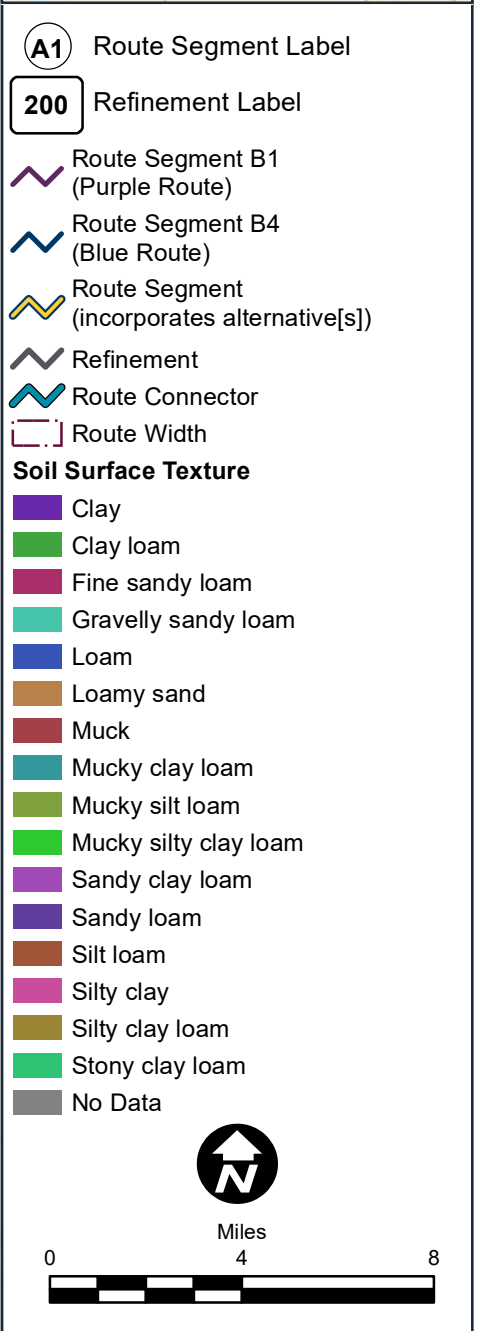 A1 Route Segment Label
200 Refinement Label
Route Segment B1
(Purple Route)
Route Segment B4
(Blue Route)
Route Segment
(incorporates alternative[s])
Refinement
Route Connector
Route Width
Soil Surface Texture
Clay
Clay loam
Fine sandy loam
Gravelly sandy loam
Loam
Loamy sand
Muck
Mucky clay loam
Mucky silt loam
Mucky silty clay loam
Sandy clay loam
Sandy loam
Silt loam
Silty clay
Silty clay loam
Stony clay loam
No Data
N
Miles
0 4 8